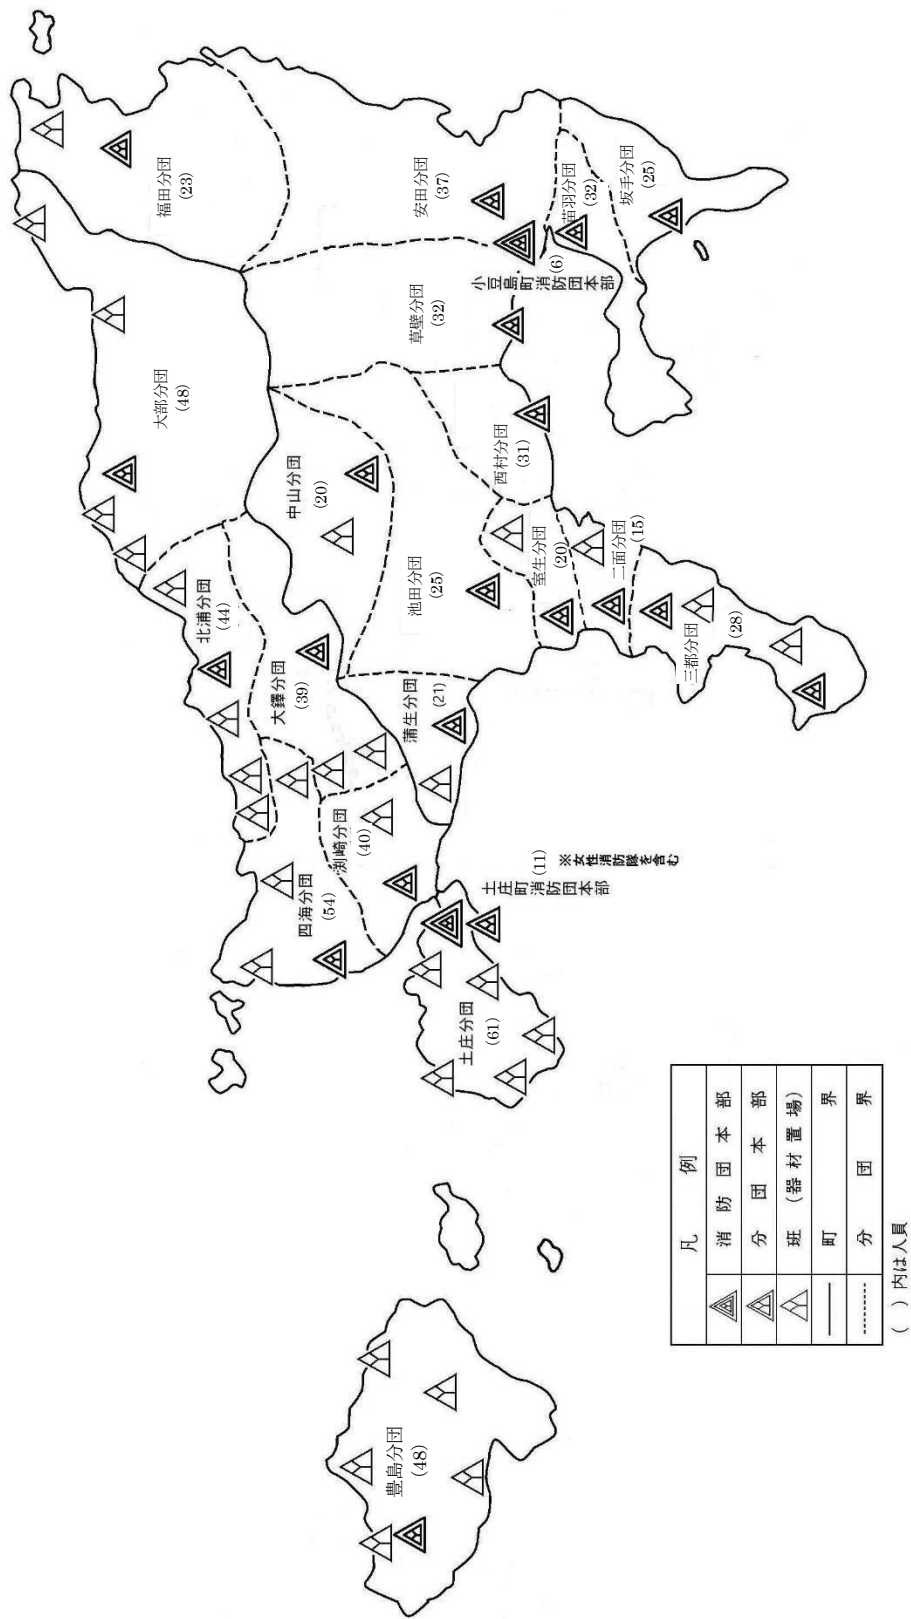 福田分団
(23)
大部分団
(48)
安田分団
(37)
苗羽分団
(32)
坂手分団
(25)
(6)
小豆島町消防団本部
草壁分団
(32)
西村分団
(31)
中山分団
(20)
池田分団
(25)
室生分団
(20)
二面分団
(15)
三都分団
(28)
北浦分団
(44)
大鐸分団
(39)
蒲生分団
(21)
渕崎分団
(40)
四海分団
(54)
(11)
※女性消防隊を含む
土庄町消防団本部
土庄分団
(61)
豊島分団
(48)
凡例
消防団本部
分団本部
班(器材置場)
町界
分団界
( )内は人員